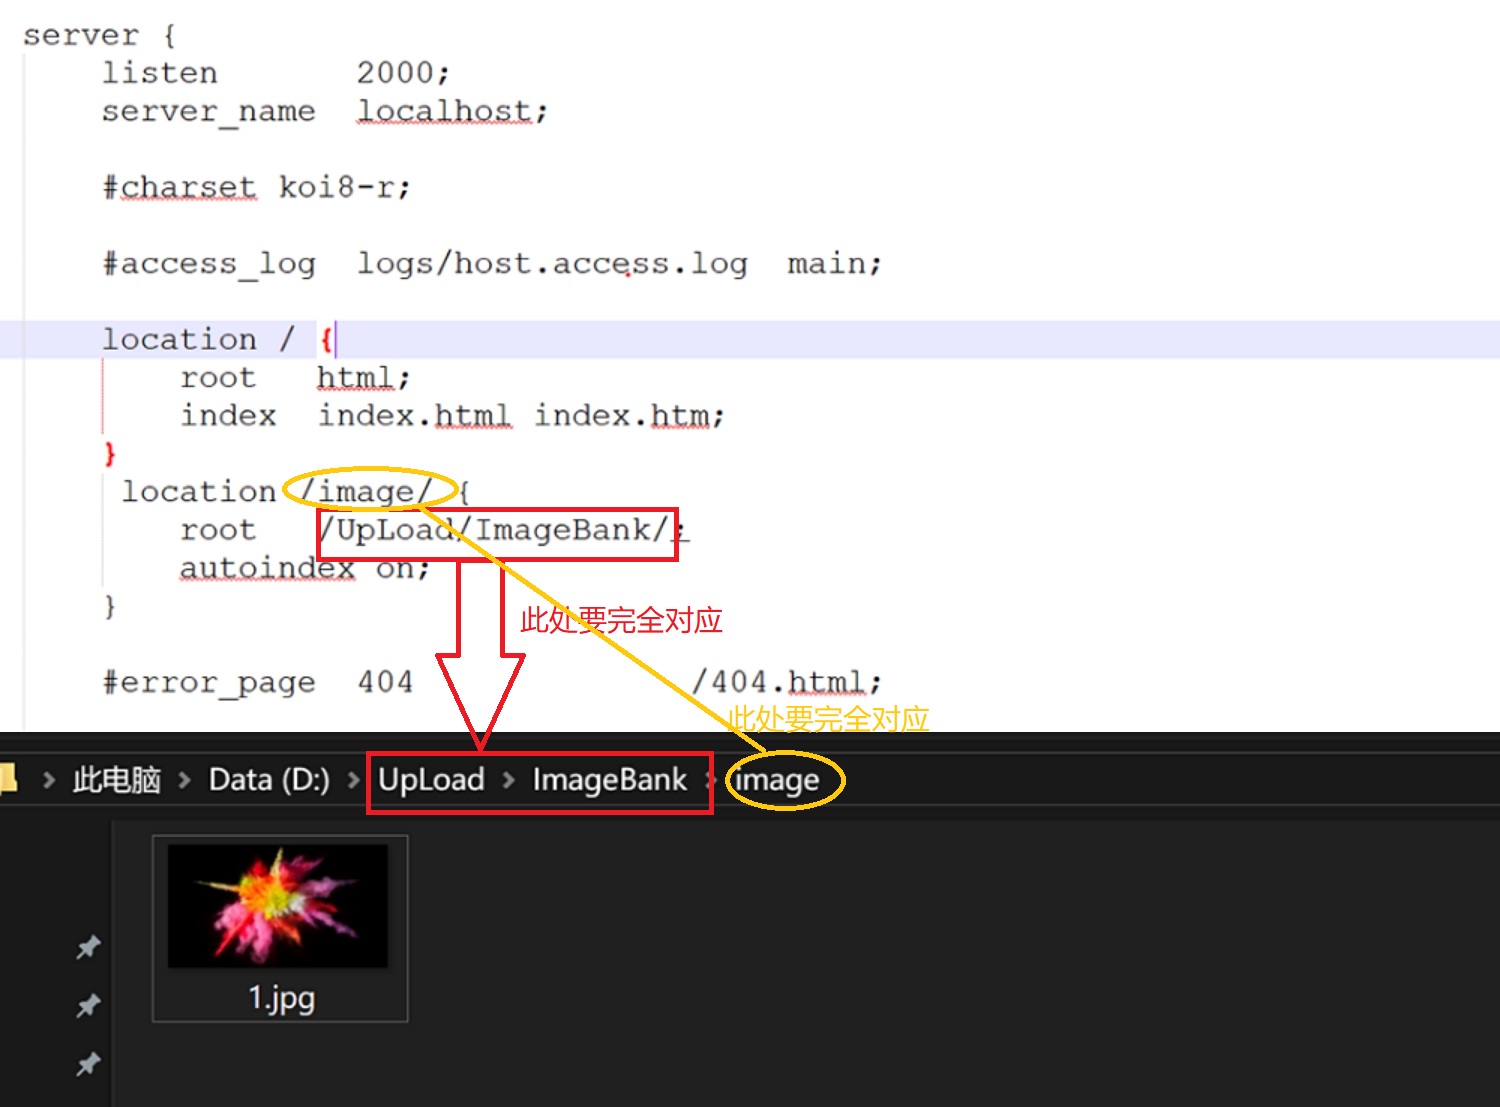 server {
listen 2000;
server_name localhost;
#charset koi8-r;
#access_log logs/host.access.log main;
location / {
root html;
index index.html index.htm;
}
location /image/ {
root /UpLoad/ImageBank/;
autoindex on;
}
此处要完全对应
#error_page 404 /404.html;
此处要完全对应
此电脑 Data (D:) UpLoad ImageBank image
1.jpg